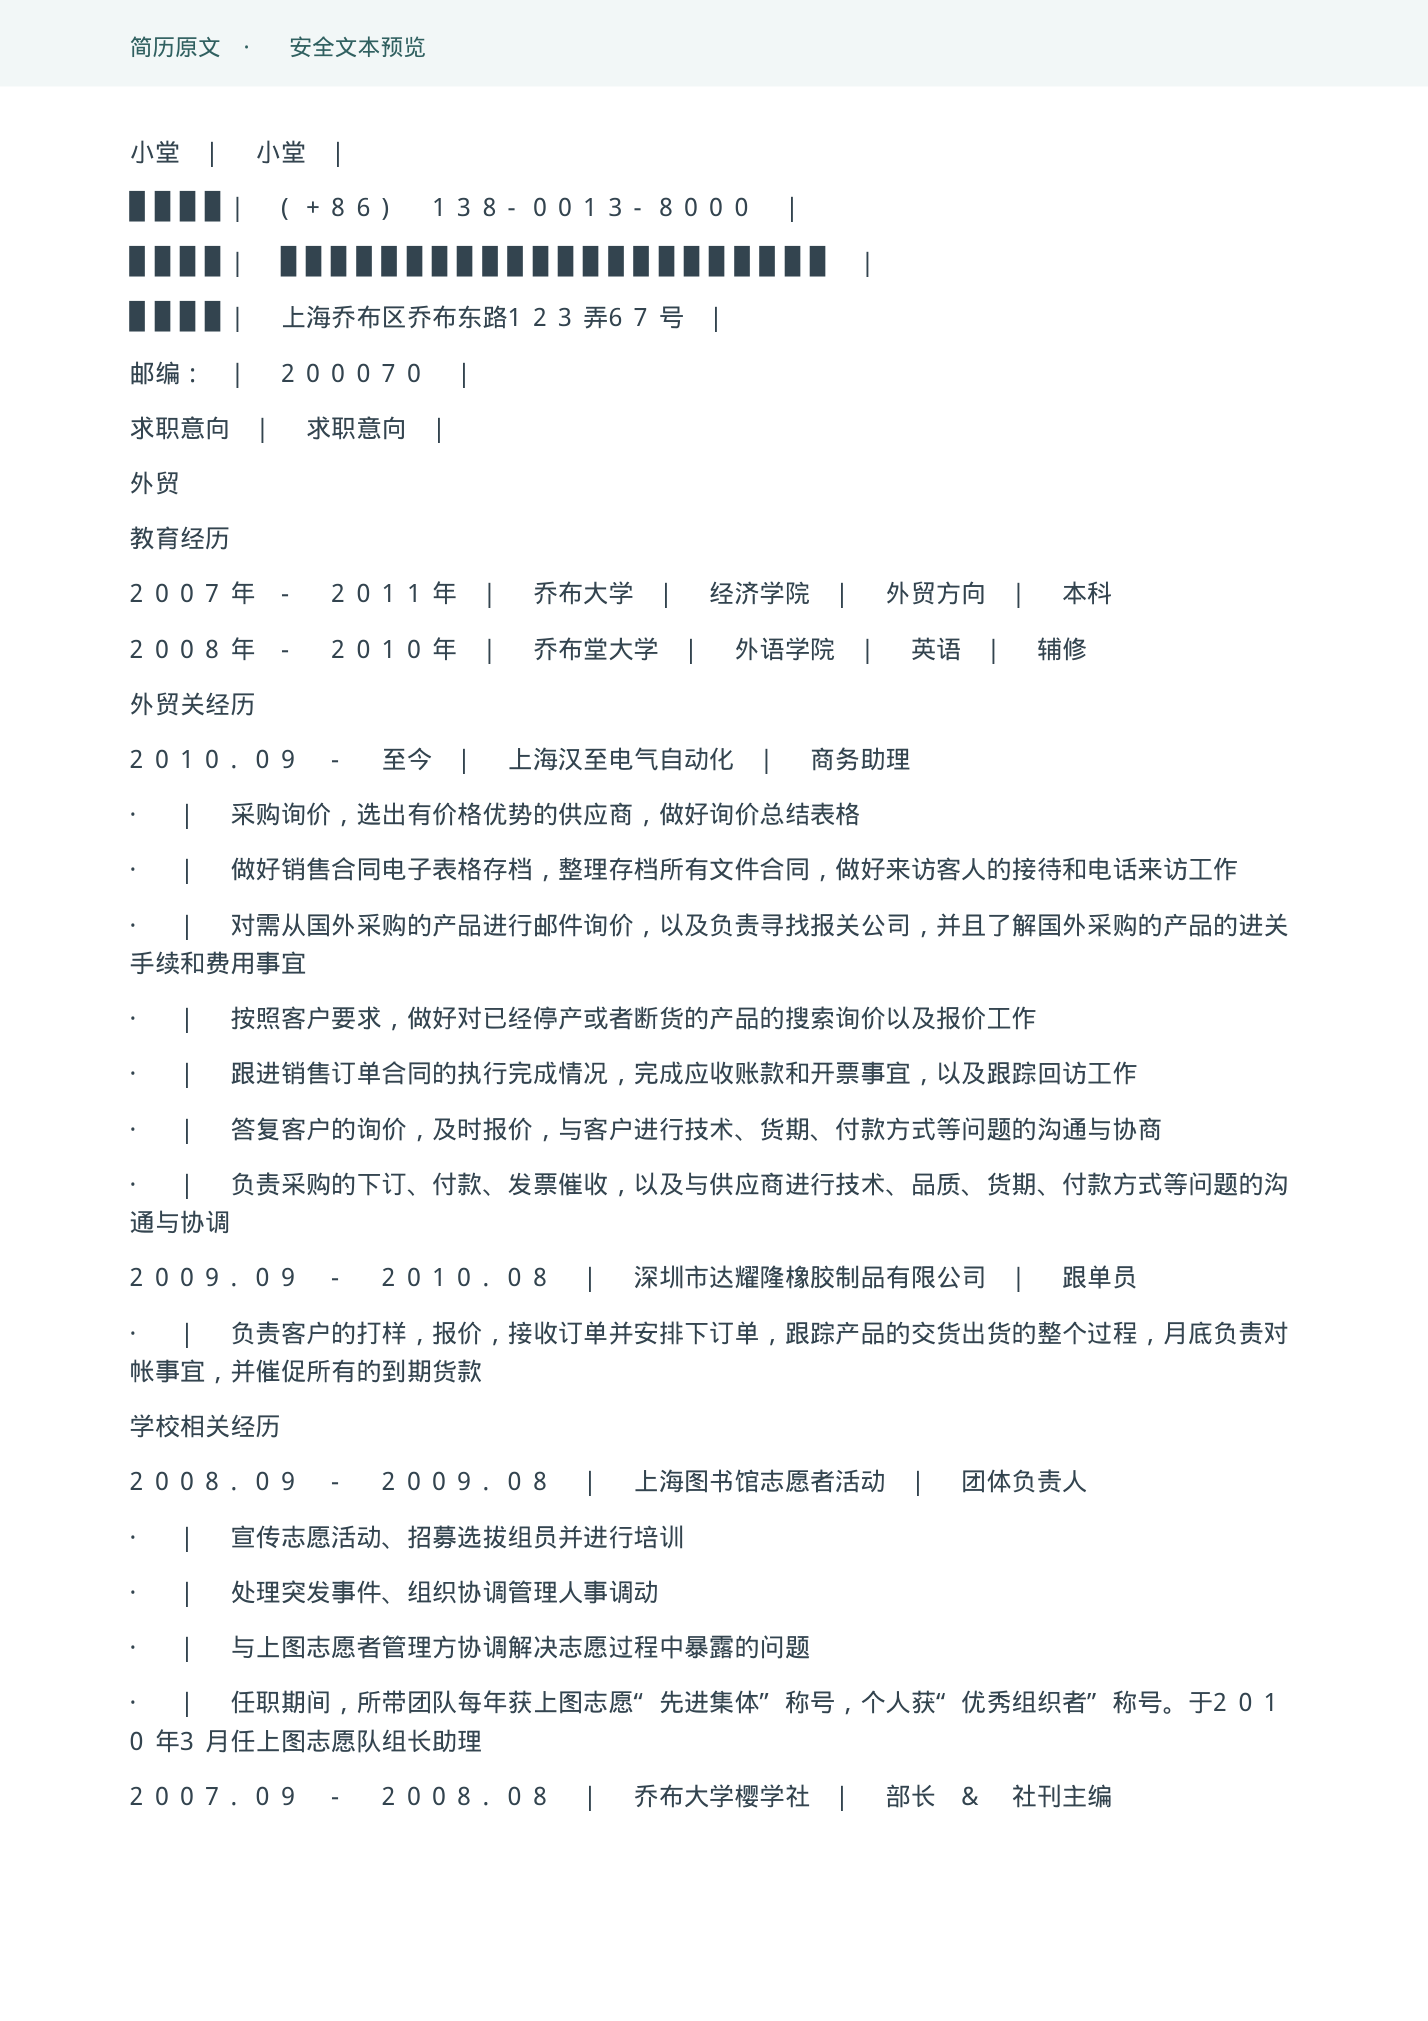 简历原文 · 安全文本预览
小堂 | 小堂 |
████ | (+86) 138-0013-8000 |
████ | ██████████████████████ |
████ | 上海乔布区乔布东路123弄67号 |
邮编： | 200070 |
求职意向 | 求职意向 |
外贸
教育经历
2007年 - 2011年 | 乔布大学 | 经济学院 | 外贸方向 | 本科
2008年 - 2010年 | 乔布堂大学 | 外语学院 | 英语 | 辅修
外贸关经历
2010.09 - 至今 | 上海汉至电气自动化 | 商务助理
· | 采购询价，选出有价格优势的供应商，做好询价总结表格
· | 做好销售合同电子表格存档，整理存档所有文件合同，做好来访客人的接待和电话来访工作
· | 对需从国外采购的产品进行邮件询价，以及负责寻找报关公司，并且了解国外采购的产品的进关
手续和费用事宜
· | 按照客户要求，做好对已经停产或者断货的产品的搜索询价以及报价工作
· | 跟进销售订单合同的执行完成情况，完成应收账款和开票事宜，以及跟踪回访工作
· | 答复客户的询价，及时报价，与客户进行技术、货期、付款方式等问题的沟通与协商
· | 负责采购的下订、付款、发票催收，以及与供应商进行技术、品质、货期、付款方式等问题的沟
通与协调
2009.09 - 2010.08 | 深圳市达耀隆橡胶制品有限公司 | 跟单员
· | 负责客户的打样，报价，接收订单并安排下订单，跟踪产品的交货出货的整个过程，月底负责对
帐事宜，并催促所有的到期货款
学校相关经历
2008.09 - 2009.08 | 上海图书馆志愿者活动 | 团体负责人
· | 宣传志愿活动、招募选拔组员并进行培训
· | 处理突发事件、组织协调管理人事调动
· | 与上图志愿者管理方协调解决志愿过程中暴露的问题
· | 任职期间，所带团队每年获上图志愿“先进集体”称号，个人获“优秀组织者”称号。于201
0年3月任上图志愿队组长助理
2007.09 - 2008.08 | 乔布大学樱学社 | 部长 & 社刊主编